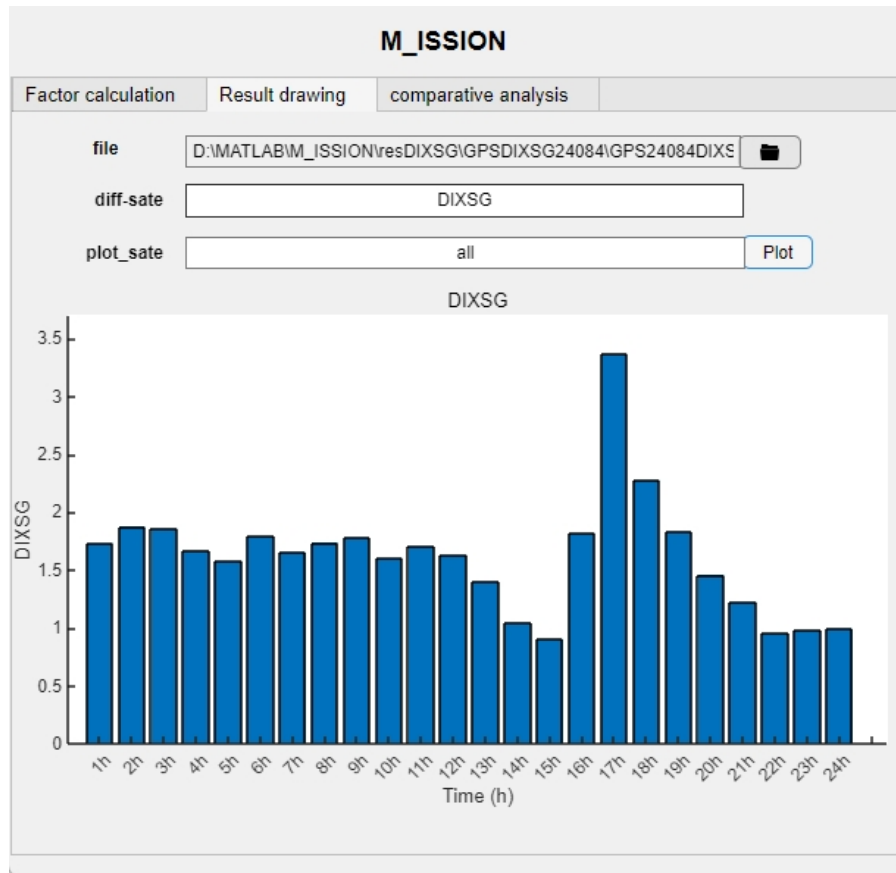 M_ISSION
Factor calculation Result drawing comparative analysis
file D:\MATLAB\M_ISSION\resDIXSG\GPSDIXSG24084\GPS24084DIXS
diff-sate DIXSG
plot_sate all Plot
DIXSG
3.5
3
2.5
2
1.5
1
0.5
0
DIXSG
1h 2h 3h 4h 5h 6h 7h 8h 9h 10h 11h 12h 13h 14h 15h 16h 17h 18h 19h 20h 21h 22h 23h 24h
Time (h)